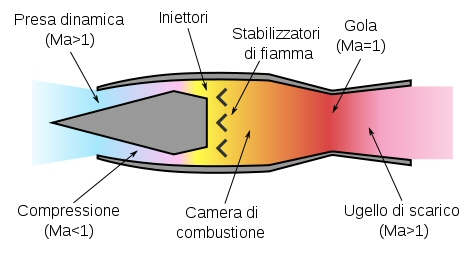 Presa dinamica
(Ma>1)
Iniettori
Stabilizzatori
di fiamma
Gola
(Ma=1)
Compressione
(Ma<1)
Camera di
combustione
Ugello di scarico
(Ma>1)